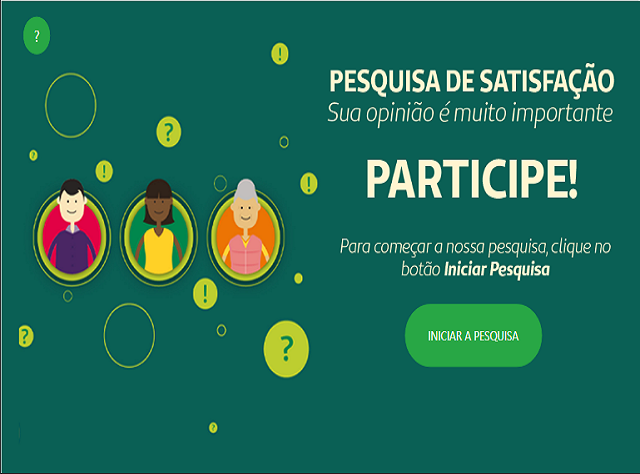 ?
PESQUISA DE SATISFAÇÃO
Sua opinião é muito importante
PARTICIPE!
Para começar a nossa pesquisa, clique no
botão Iniciar Pesquisa
INICIAR A PESQUISA
!
?
?
!
!
!
?
?
?